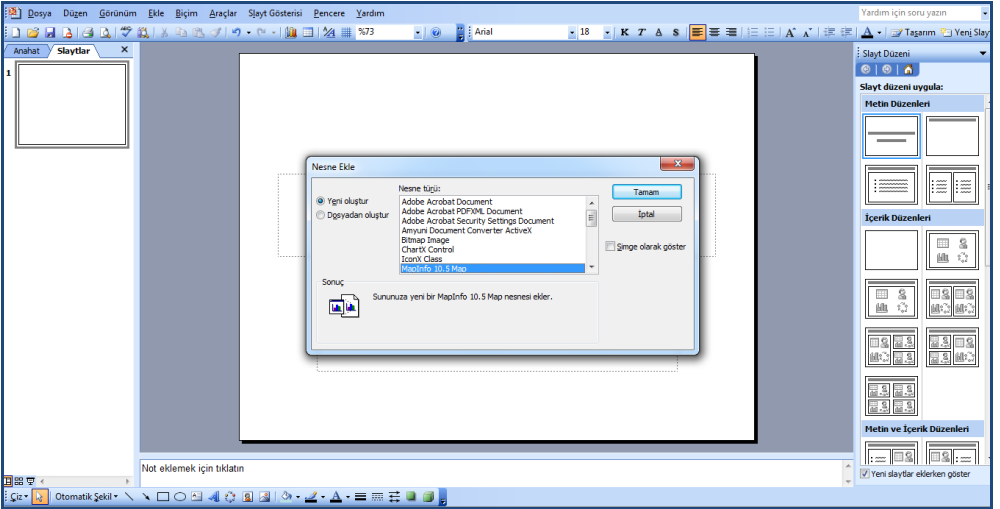 Dosya Düzen Görünüm Ekle Biçim Araçlar Slayt Gösterisi Pencere Yardım Yardım için soru yazın
%73 Arial 18 K T A S A A A Tasarım Yeni Slay
Anahat Slaytlar ×
Slayt Düzeni
1
Slayt düzeni uygula:
Metin Düzenleri
İçerik Düzenleri
Metin ve İçerik Düzenleri
Yeni slaytlar eklerken göster
Nesne Ekle
Yeni oluştur
Dosyadan oluştur
Nesne türü:
Adobe Acrobat Document
Adobe Acrobat PDFXML Document
Adobe Acrobat Security Settings Document
Amyuni Document Converter ActiveX
Bitmap Image
ChartX Control
IconX Class
MapInfo 10.5 Map
Tamam
İptal
Simge olarak göster
Sonuç
Sununuza yeni bir MapInfo 10.5 Map nesnesi ekler.
Not eklemek için tıklatın
Çiz Otomatik Şekil A